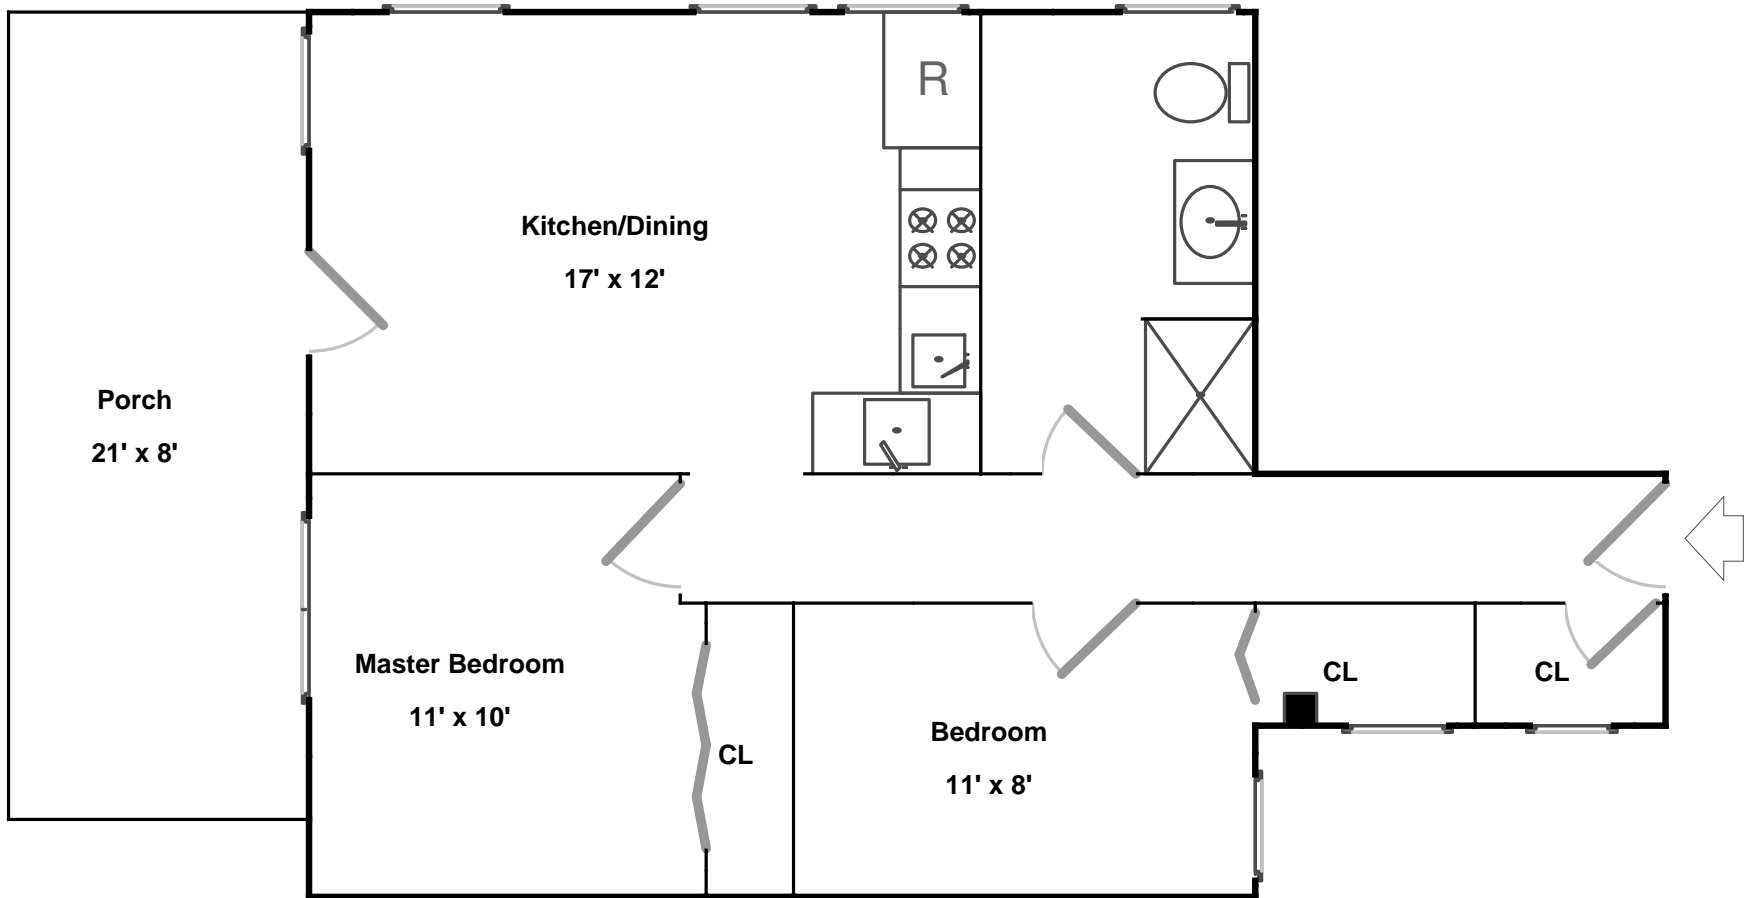 R
Kitchen/Dining
17' x 12'
Porch
21' x 8'
Master Bedroom
11' x 10'
CL
Bedroom
11' x 8'
CL
CL